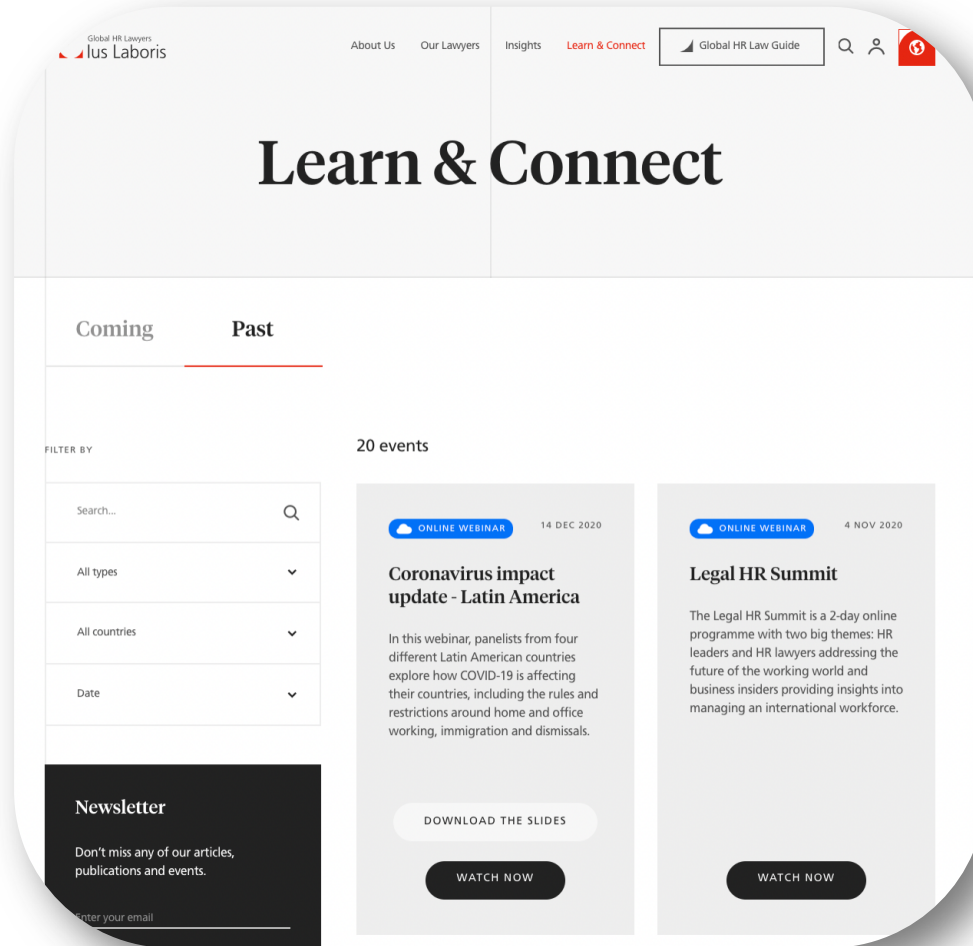 Global HR Lawyers
Ius Laboris
About Us
Our Lawyers
Insights
Learn & Connect
Global HR Law Guide
Learn & Connect
Coming
Past
FILTER BY
Search...
All types
All countries
Date
Newsletter
Don't miss any of our articles,
publications and events.
Enter your email
20 events
ONLINE WEBINAR
14 DEC 2020
Coronavirus impact
update - Latin America
In this webinar, panelists from four
different Latin American countries
explore how COVID-19 is affecting
their countries, including the rules and
restrictions around home and office
working, immigration and dismissals.
DOWNLOAD THE SLIDES
WATCH NOW
ONLINE WEBINAR
4 NOV 2020
Legal HR Summit
The Legal HR Summit is a 2-day online
programme with two big themes: HR
leaders and HR lawyers addressing the
future of the working world and
business insiders providing insights into
managing an international workforce.
WATCH NOW